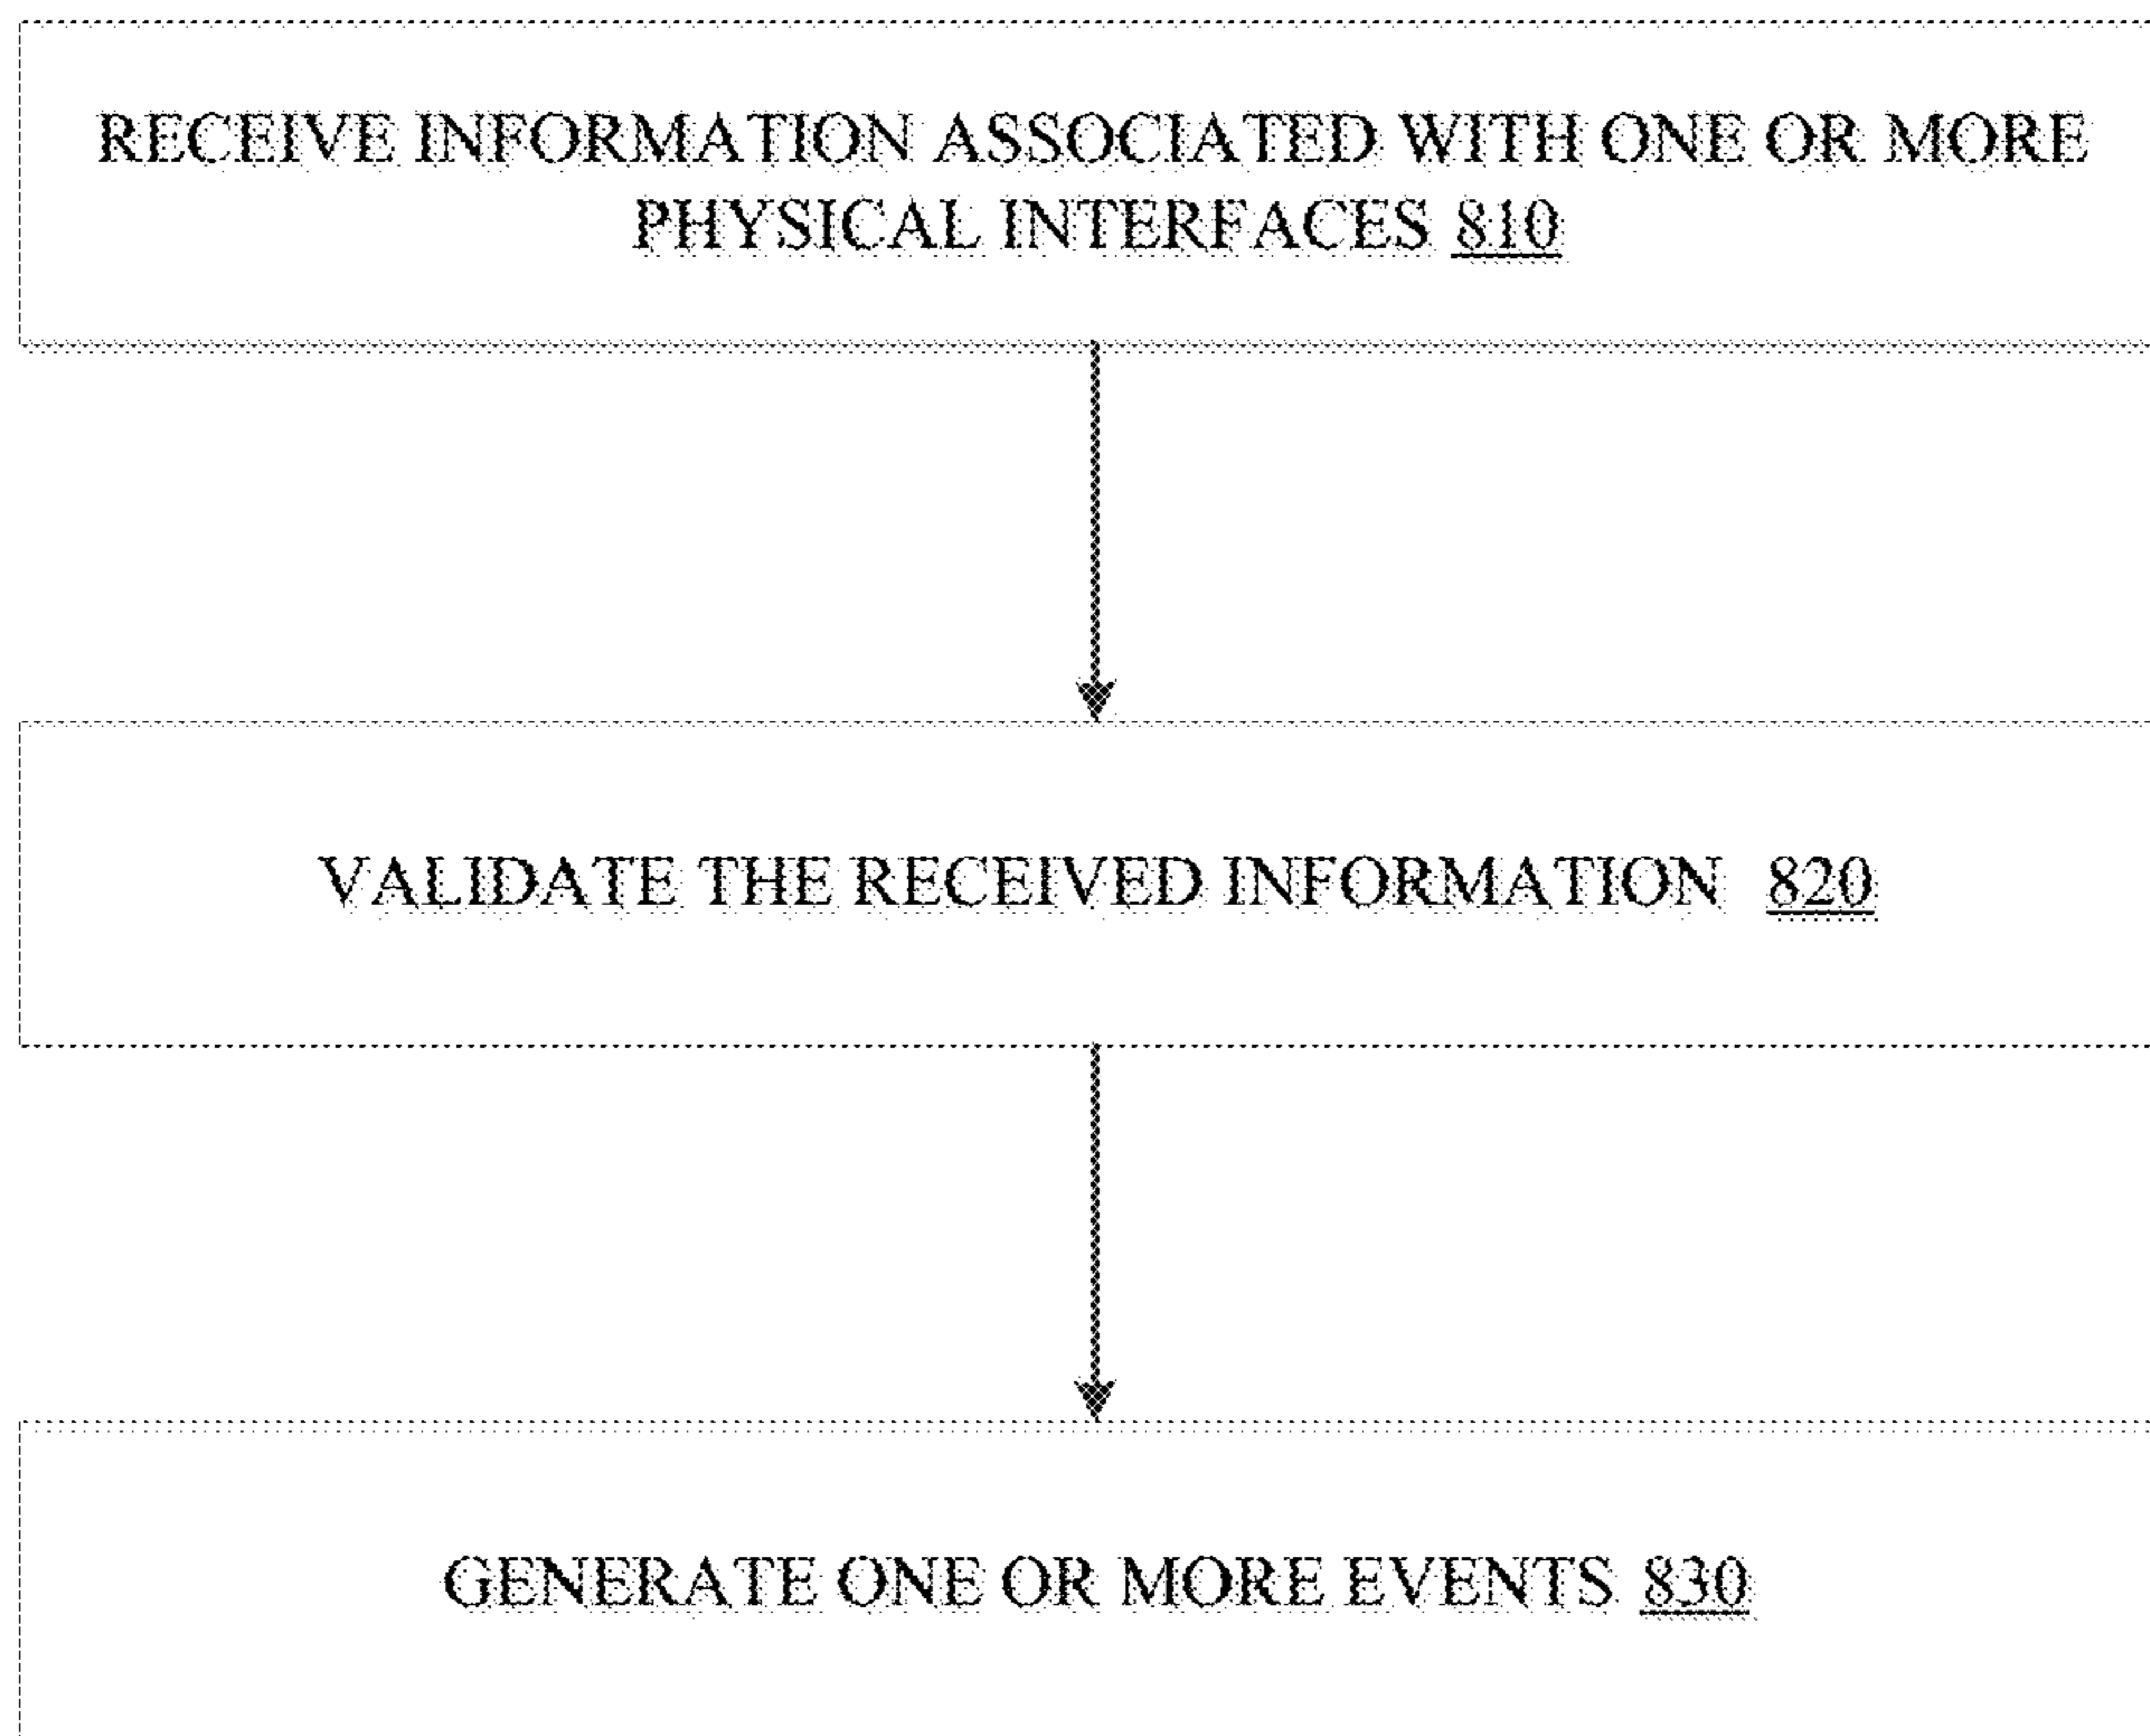 RECEIVE INFORMATION ASSOCIATED WITH ONE OR MORE
PHYSICAL INTERFACES 810
VALIDATE THE RECEIVED INFORMATION 820
GENERATE ONE OR MORE EVENTS 830